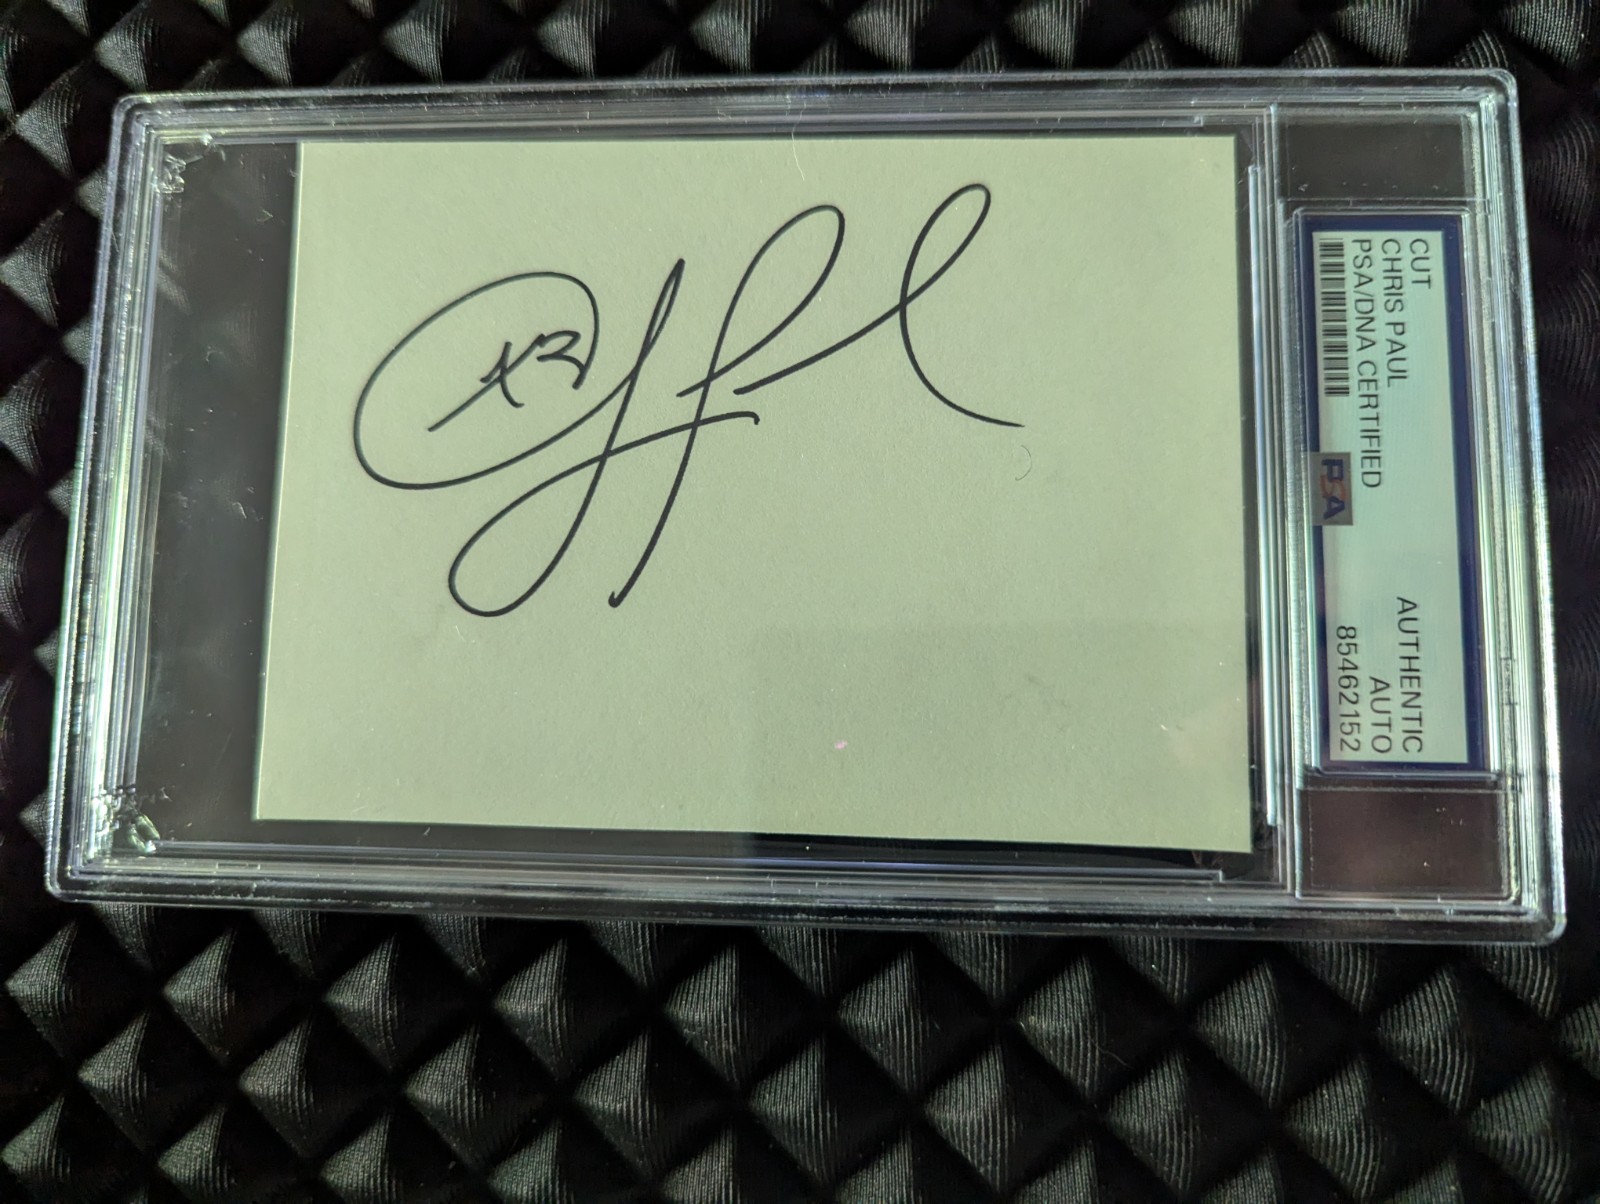 CUT
CHRIS PAUL
PSA/DNA CERTIFIED
PSA
AUTHENTIC
AUTO
85462152